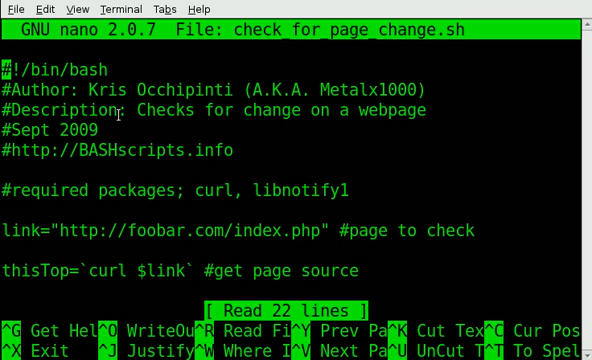 File Edit View Terminal Tabs Help
GNU nano 2.0.7 File: check_for_page_change.sh
#!/bin/bash
#Author: Kris Occhipinti (A.K.A. Metalx1000)
#Description: Checks for change on a webpage
#Sept 2009
#http://BASHscripts.info
#required packages; curl, libnotify1
link="http://foobar.com/index.php" #page to check
thisTop=`curl $link` #get page source
[ Read 22 lines ]
^G Get Hel^O WriteOu^R Read Fi^Y Prev Pa^K Cut Tex^C Cur Pos
^X Exit ^J Justify^W Where I^V Next Pa^U UnCut T^T To Spel